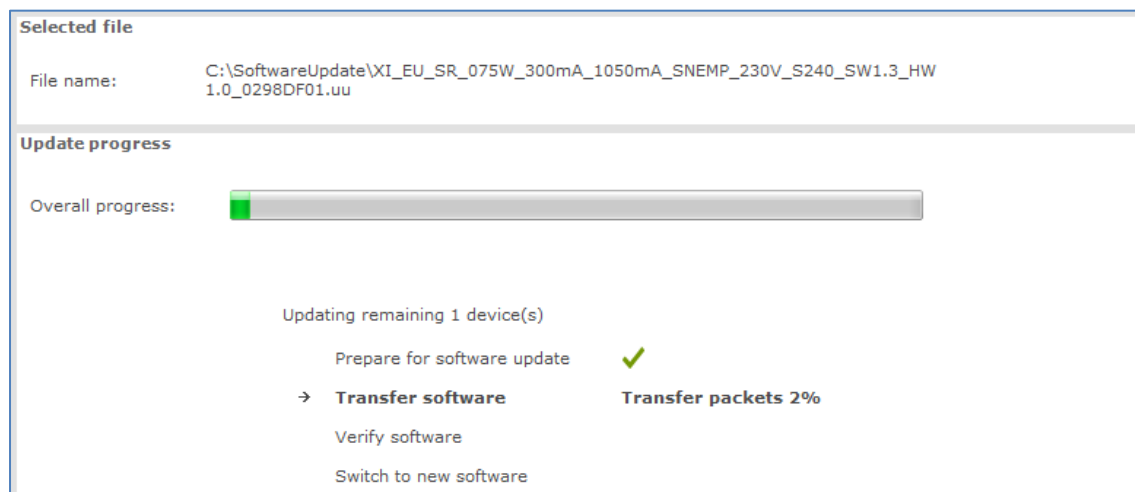 Selected file
File name:
C:\SoftwareUpdate\XI_EU_SR_075W_300mA_1050mA_SNEMP_230V_S240_SW1.3_HW
1.0_0298DF01.uu
Update progress
Overall progress:
Updating remaining 1 device(s)
Prepare for software update
Transfer software Transfer packets 2%
Verify software
Switch to new software